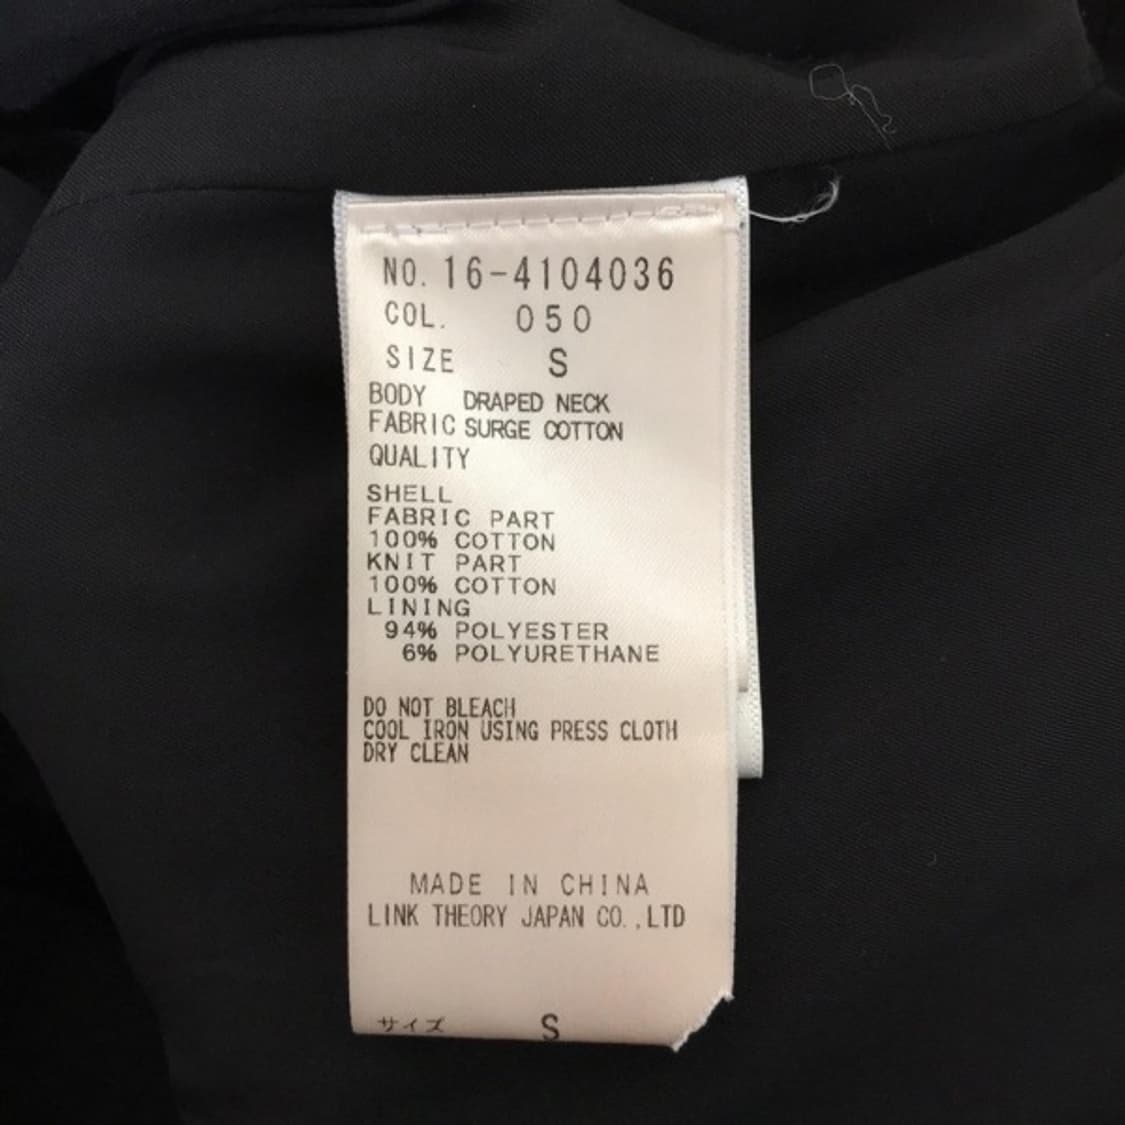 NO. 16-4104036
COL. 050
SIZE S
BODY DRAPED NECK
FABRIC SURGE COTTON
QUALITY
SHELL
FABRIC PART
100% COTTON
KNIT PART
100% COTTON
LINING
94% POLYESTER
6% POLYURETHANE
DO NOT BLEACH
COOL IRON USING PRESS CLOTH
DRY CLEAN
MADE IN CHINA
LINK THEORY JAPAN CO.,LTD
サイズ S